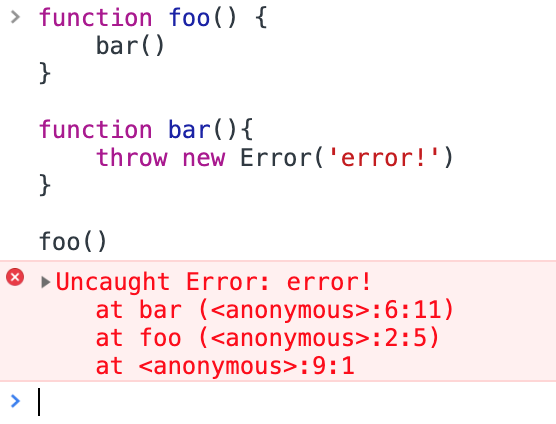 > function foo() {
    bar()
}

function bar(){
    throw new Error('error!')
}

foo()
▶Uncaught Error: error!
    at bar (<anonymous>:6:11)
    at foo (<anonymous>:2:5)
    at <anonymous>:9:1
>